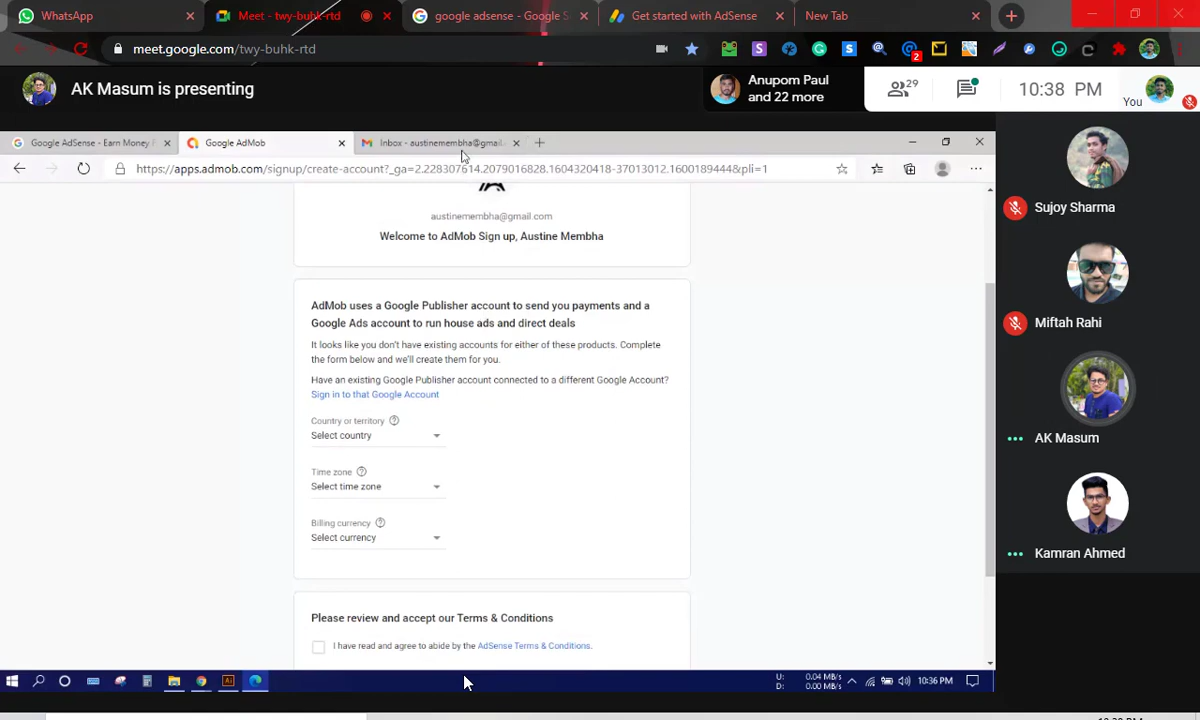 WhatsApp
Meet - twy-buhk-rtd
google adsense - Google S
Get started with AdSense
New Tab
meet.google.com/twy-buhk-rtd
2
AK Masum is presenting
Anupom Paul
and 22 more
29
10:38 PM
You
Google AdSense - Earn Money F
Google AdMob
Inbox - austinemembha@gmail.
https://apps.admob.com/signup/create-account?_ga=2.228307614.2079016828.1604320418-37013012.1600189444&pli=1
austinemembha@gmail.com
Welcome to AdMob Sign up, Austine Membha
AdMob uses a Google Publisher account to send you payments and a
Google Ads account to run house ads and direct deals
It looks like you don't have existing accounts for either of these products. Complete
the form below and we'll create them for you.
Have an existing Google Publisher account connected to a different Google Account?
Sign in to that Google Account
Country or territory
Select country
Time zone
Select time zone
Billing currency
Select currency
Please review and accept our Terms & Conditions
I have read and agree to abide by the AdSense Terms & Conditions.
Sujoy Sharma
Miftah Rahi
AK Masum
Kamran Ahmed
U: 0.04 MB/s
D: 0.00 MB/s
10:36 PM